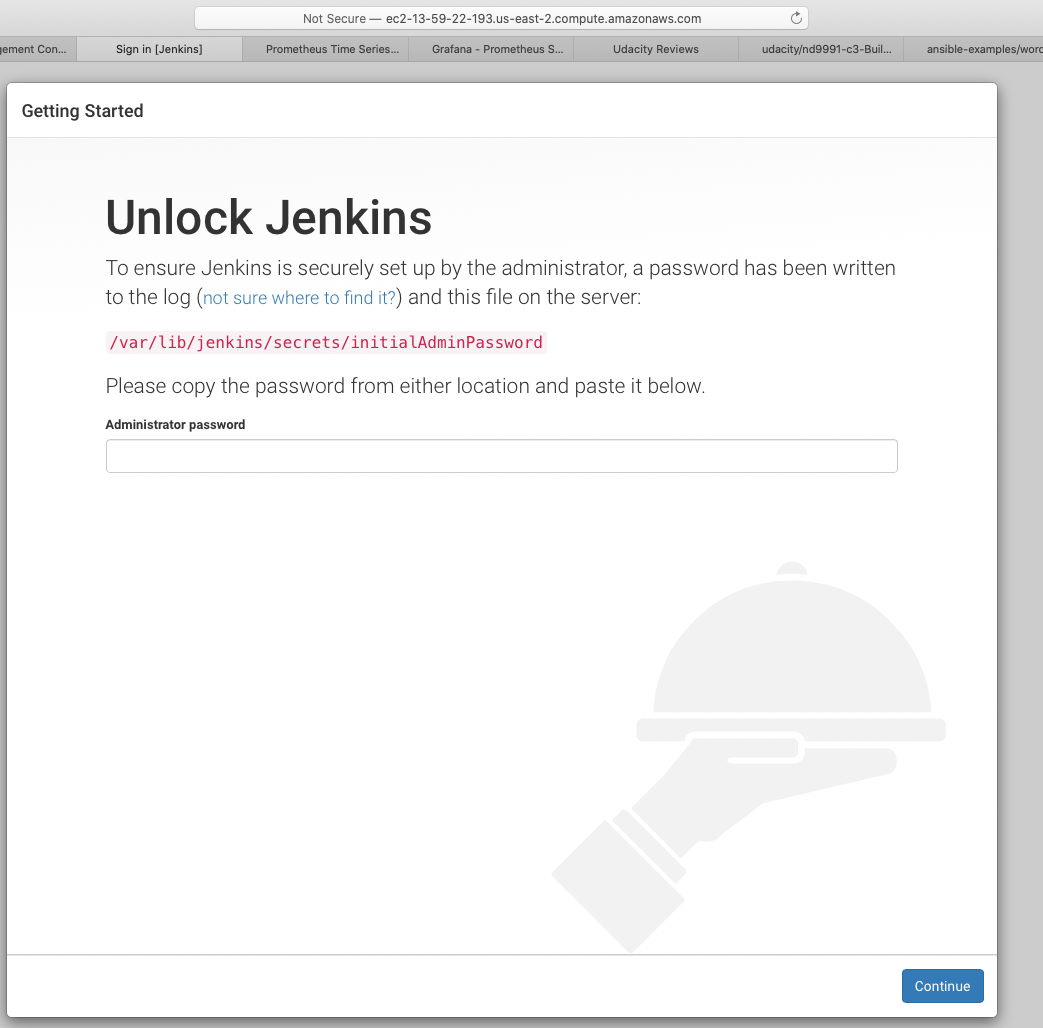 Not Secure — ec2-13-59-22-193.us-east-2.compute.amazonaws.com
gement Con... Sign in [Jenkins] Prometheus Time Series... Grafana - Prometheus S... Udacity Reviews udacity/nd9991-c3-Buil... ansible-examples/word
Getting Started
Unlock Jenkins
To ensure Jenkins is securely set up by the administrator, a password has been written
to the log (not sure where to find it?) and this file on the server:
/var/lib/jenkins/secrets/initialAdminPassword
Please copy the password from either location and paste it below.
Administrator password
Continue